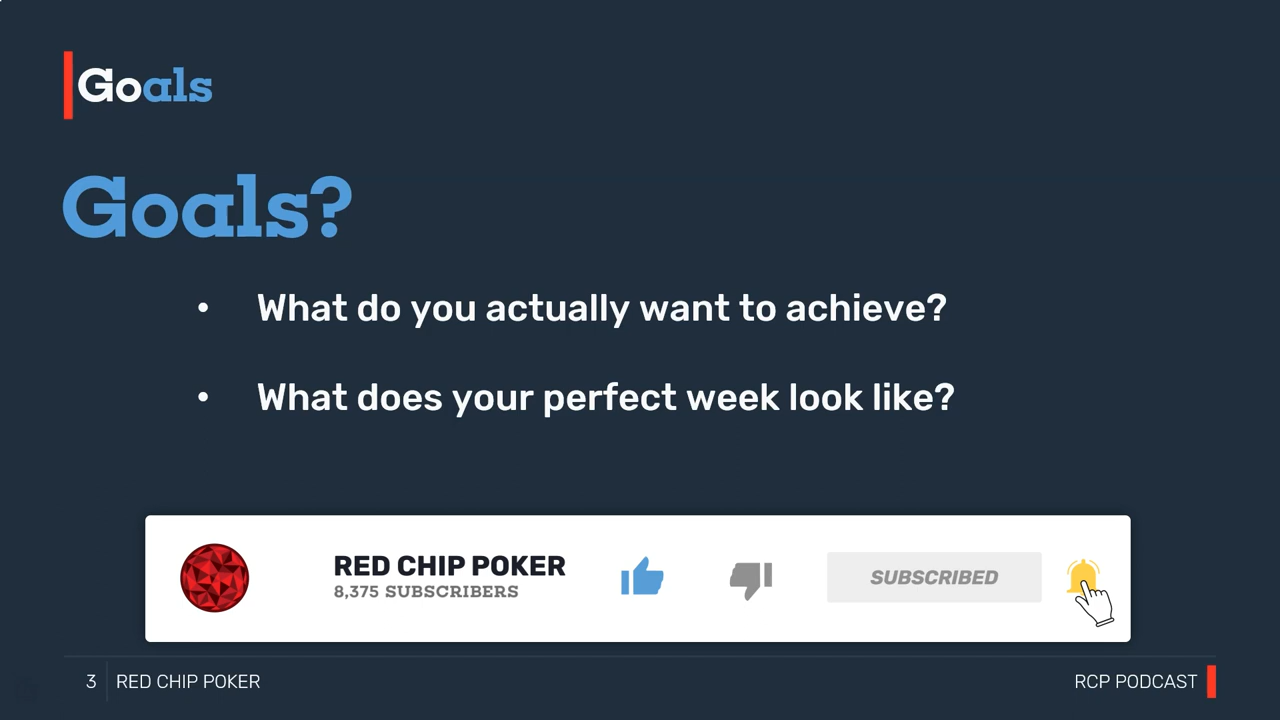 Goals
Goals?
• What do you actually want to achieve?
• What does your perfect week look like?
RED CHIP POKER
8,375 SUBSCRIBERS
SUBSCRIBED
3 RED CHIP POKER
RCP PODCAST